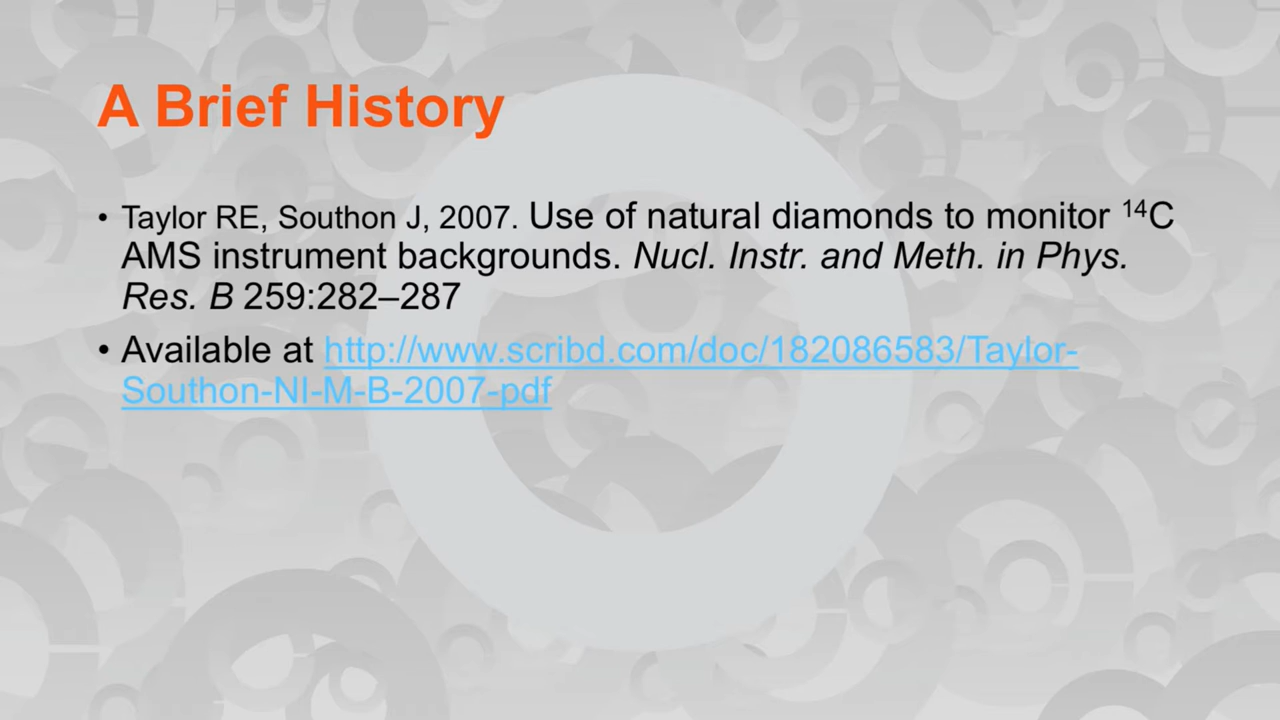 A Brief History
• Taylor RE, Southon J, 2007. Use of natural diamonds to monitor ¹⁴C
AMS instrument backgrounds. Nucl. Instr. and Meth. in Phys.
Res. B 259:282–287
• Available at http://www.scribd.com/doc/182086583/Taylor-
Southon-NI-M-B-2007-pdf